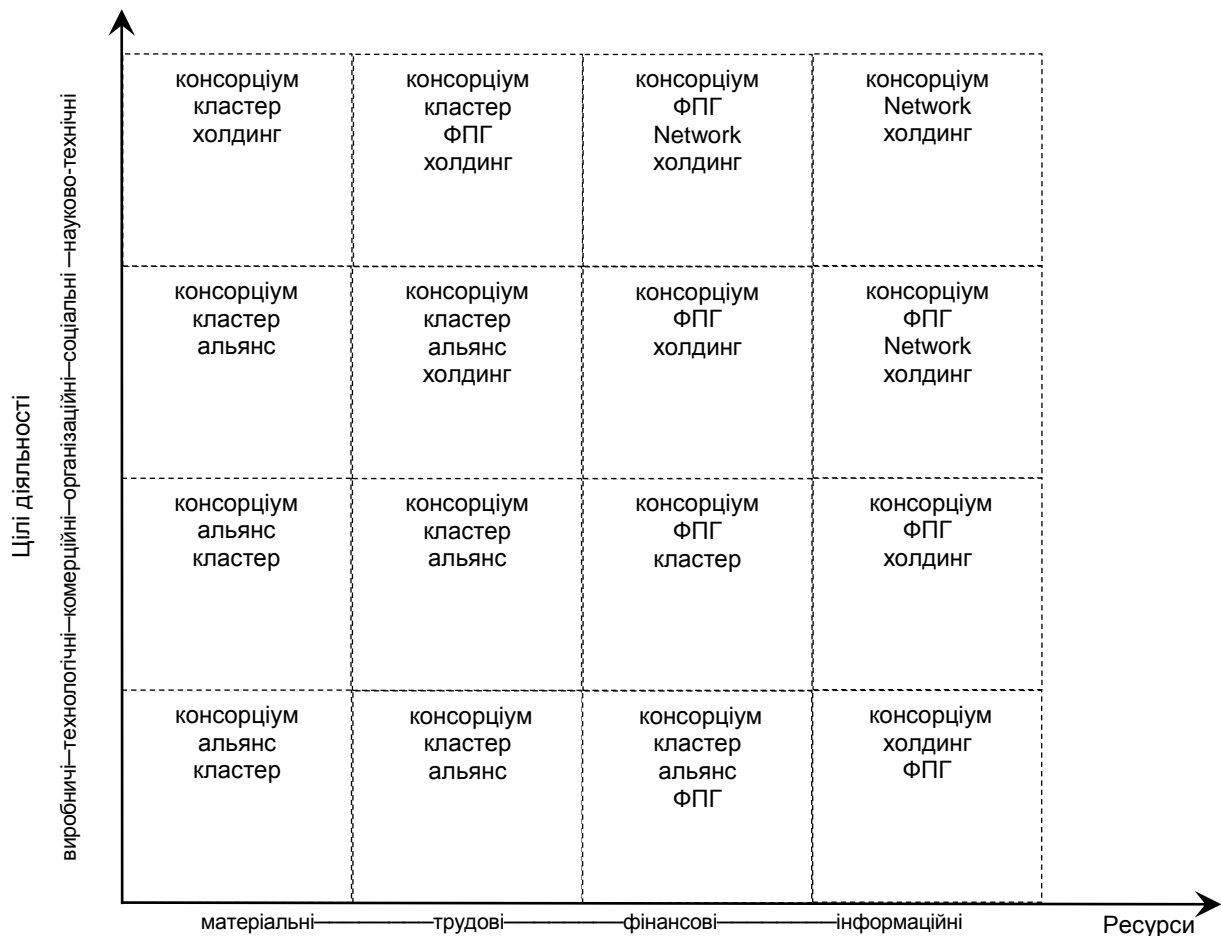 консорціум
кластер
холдинг
консорціум
кластер
ФПГ
холдинг
консорціум
ФПГ
Network
холдинг
консорціум
Network
холдинг
консорціум
кластер
альянс
консорціум
кластер
альянс
холдинг
консорціум
ФПГ
холдинг
консорціум
ФПГ
Network
холдинг
консорціум
альянс
кластер
консорціум
кластер
альянс
консорціум
ФПГ
кластер
консорціум
ФПГ
холдинг
консорціум
альянс
кластер
консорціум
кластер
альянс
консорціум
кластер
альянс
ФПГ
консорціум
холдинг
ФПГ
Цілі діяльності
виробничі—технологічні—комерційні—організаційні—соціальні —науково-технічні
матеріальні————трудові————фінансові————інформаційні
Ресурси